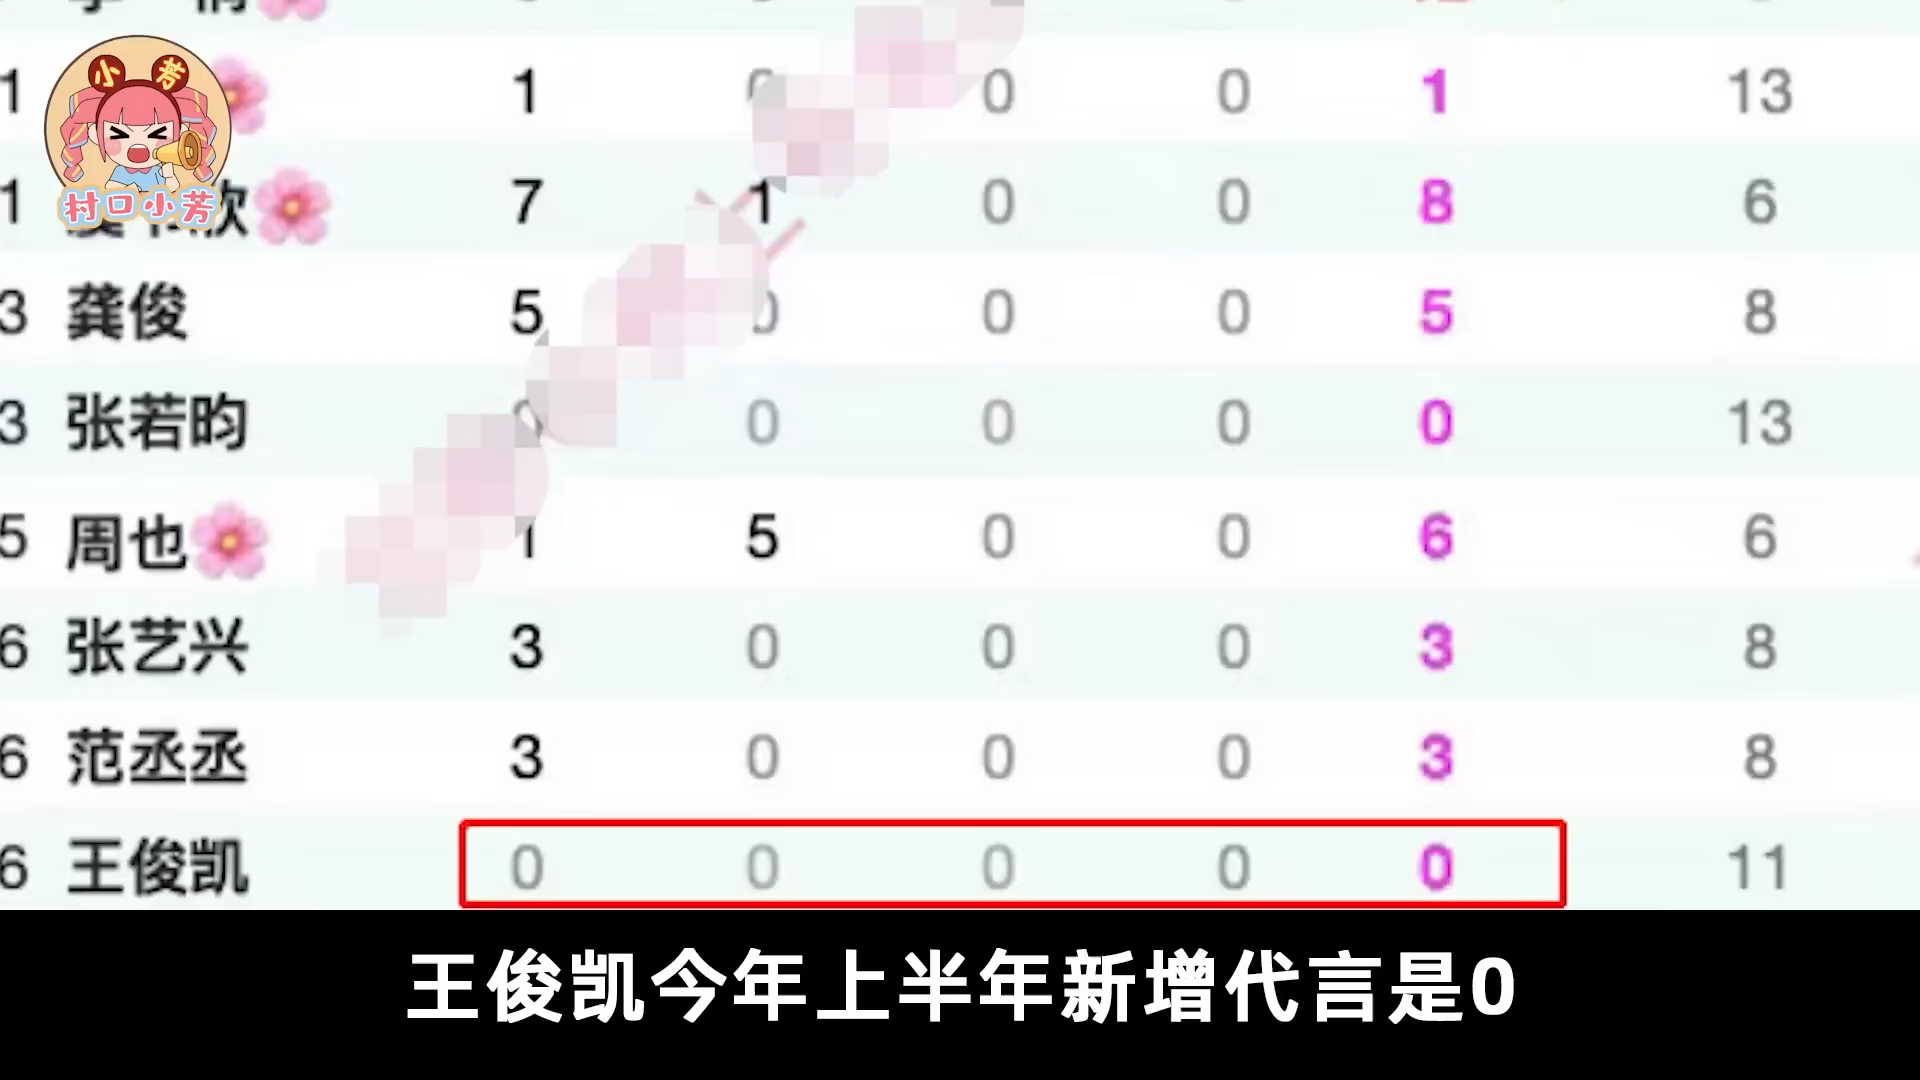 小芳
村口小芳
1 1 0 0 1 13
1 欣 7 1 0 0 8 6
3 龚俊 5 0 0 0 5 8
3 张若昀 0 0 0 0 13
5 周也 1 5 0 0 6 6
6 张艺兴 3 0 0 0 3 8
6 范丞丞 3 0 0 0 3 8
6 王俊凯 0 0 0 0 0 11
王俊凯今年上半年新增代言是0